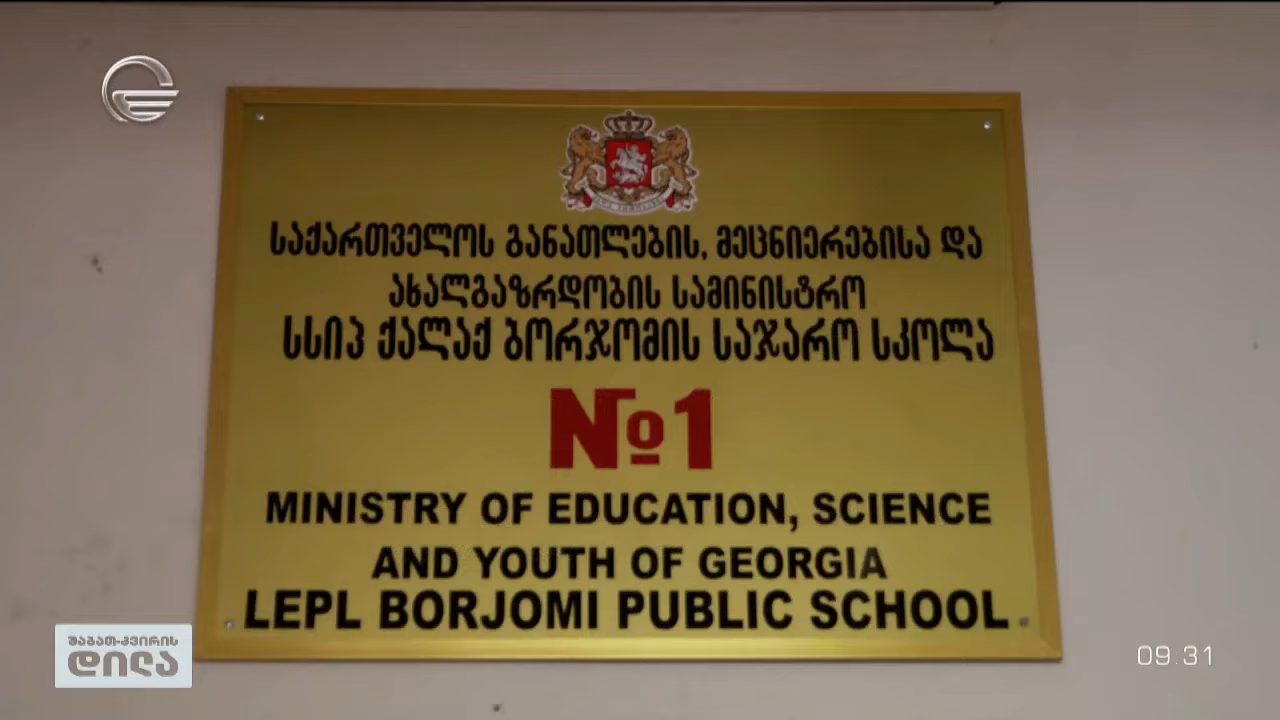 საქართველოს განათლების, მეცნიერებისა და
ახალგაზრდობის სამინისტრო
სსიპ ქალაქ ბორჯომის საჯარო სკოლა
№1
MINISTRY OF EDUCATION, SCIENCE
AND YOUTH OF GEORGIA
LEPL BORJOMI PUBLIC SCHOOL
შაბათ-კვირის
დილა
09:31